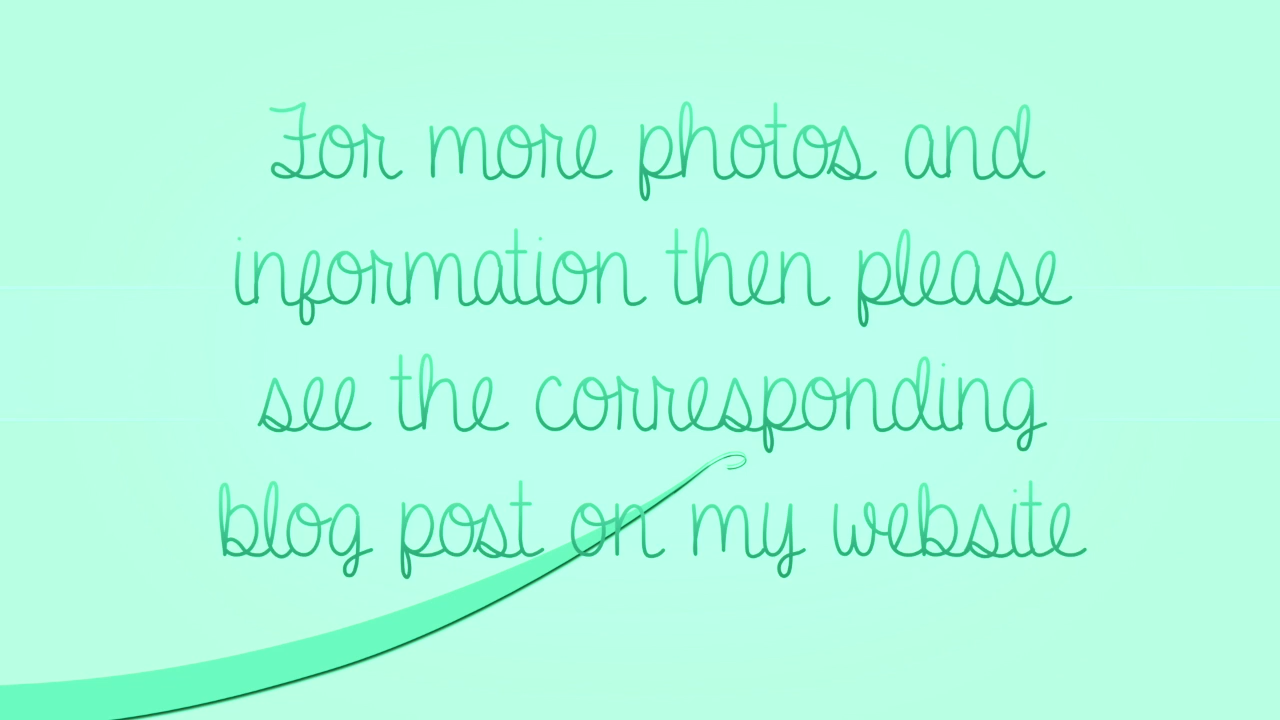 For more photos and
information then please
see the corresponding
blog post on my website